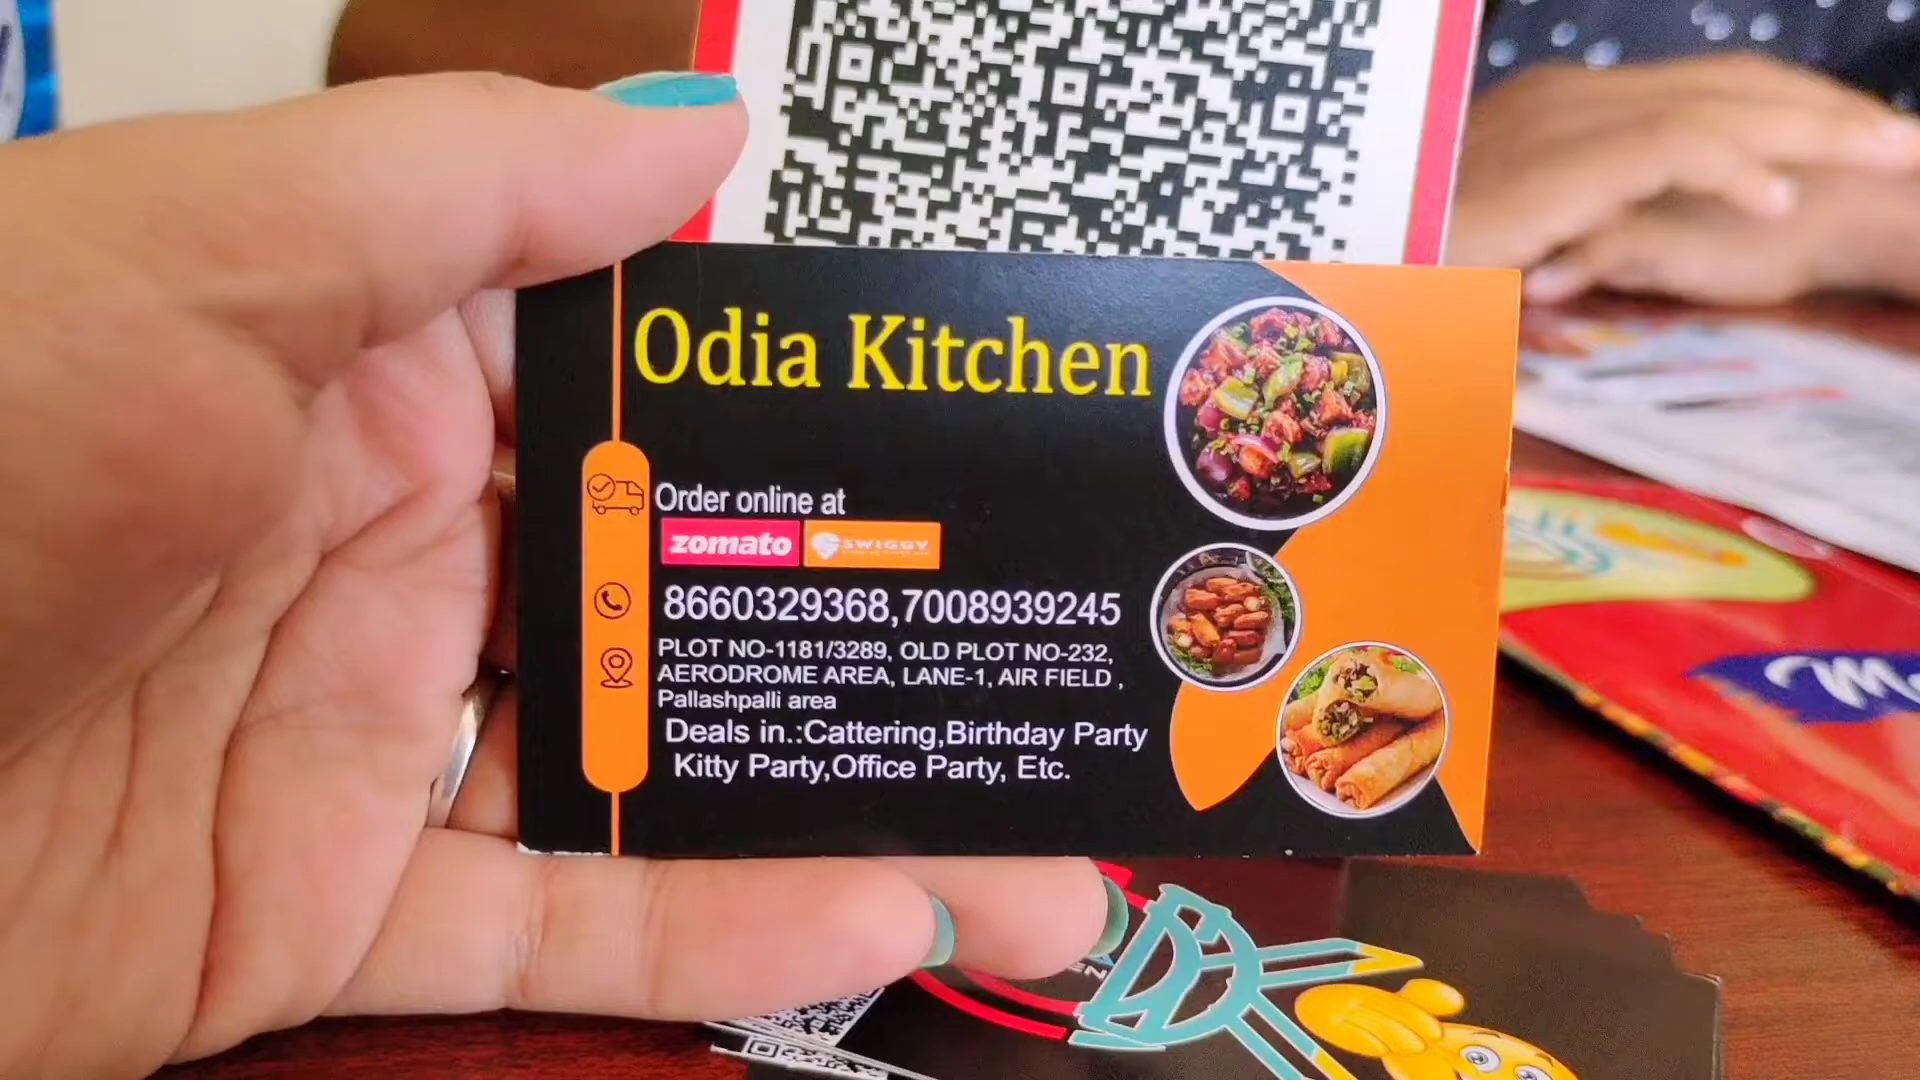 Odia Kitchen
Order online at
zomato SWIGGY
8660329368,7008939245
PLOT NO-1181/3289, OLD PLOT NO-232,
AERODROME AREA, LANE-1, AIR FIELD ,
Pallashpalli area
Deals in.:Cattering,Birthday Party
Kitty Party,Office Party, Etc.